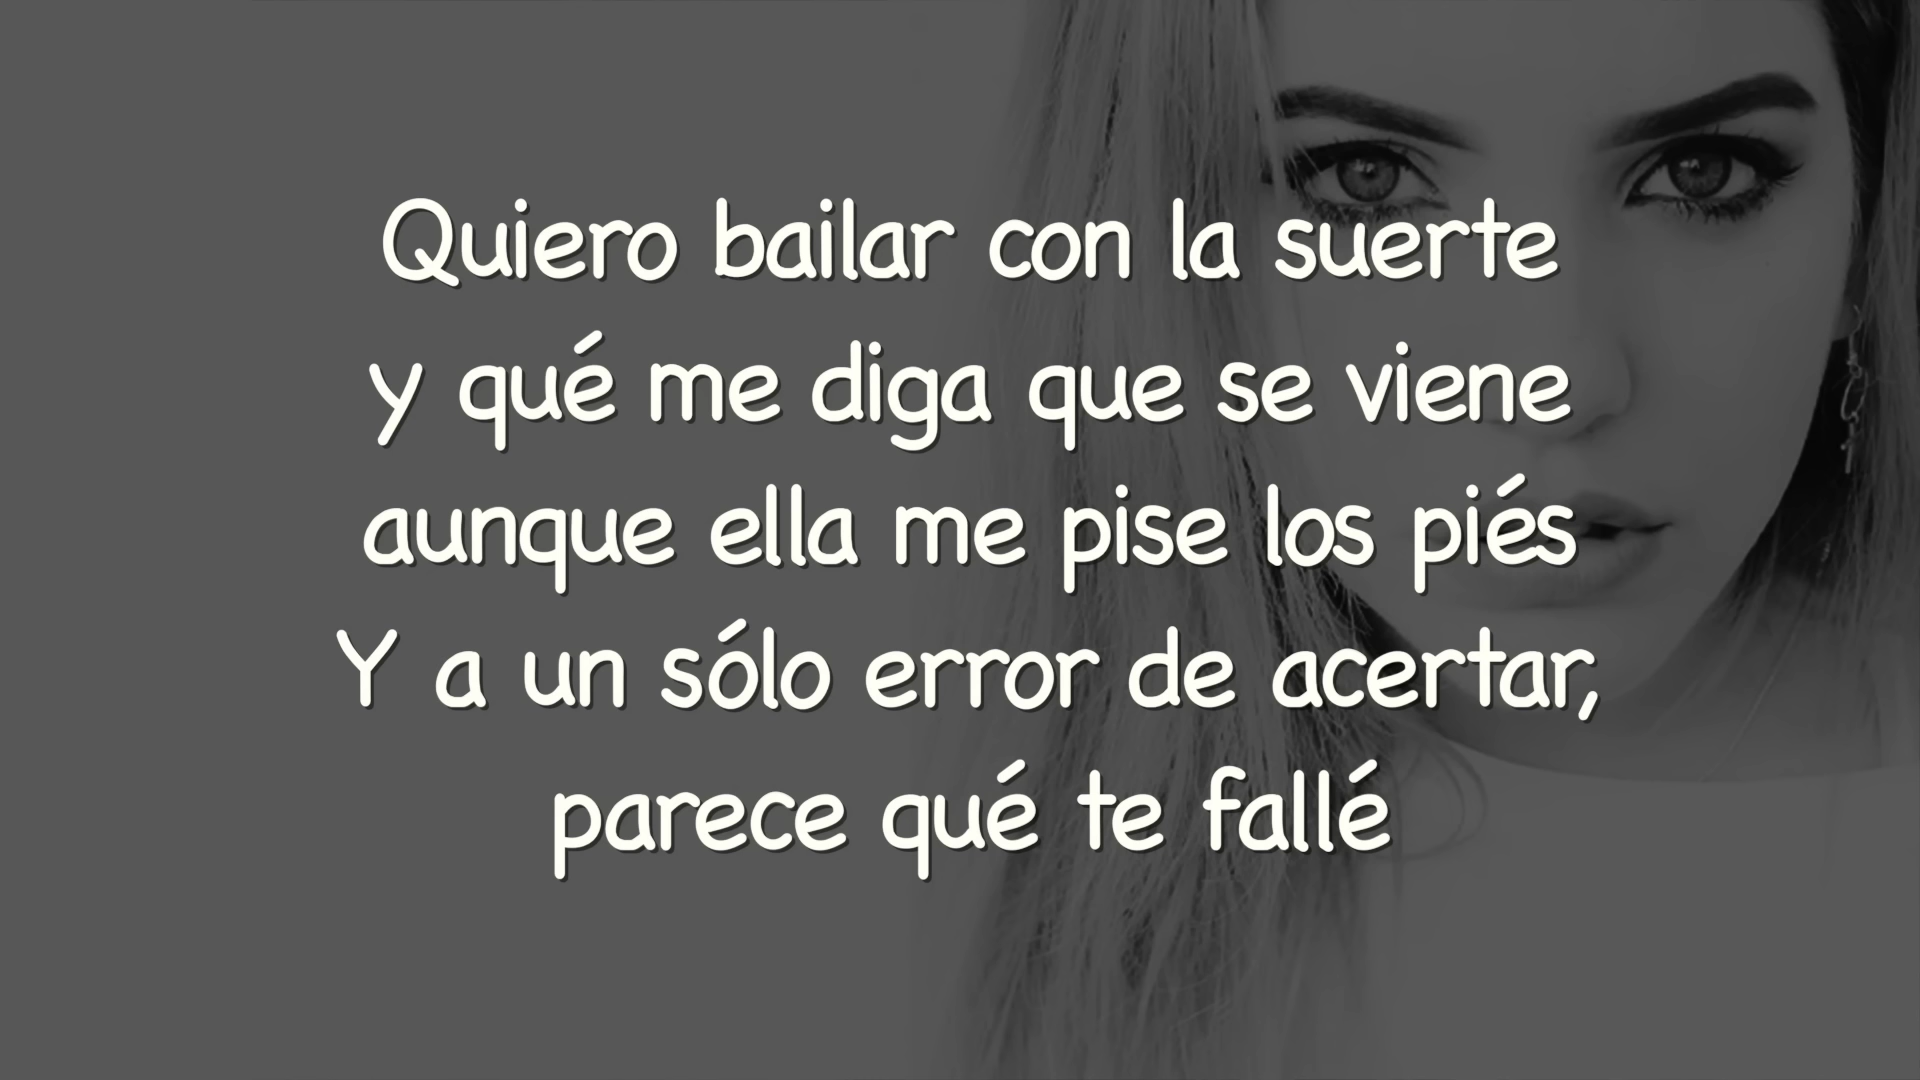 Quiero bailar con la suerte
y qué me diga que se viene
aunque ella me pise los piés
Y a un sólo error de acertar,
parece qué te fallé